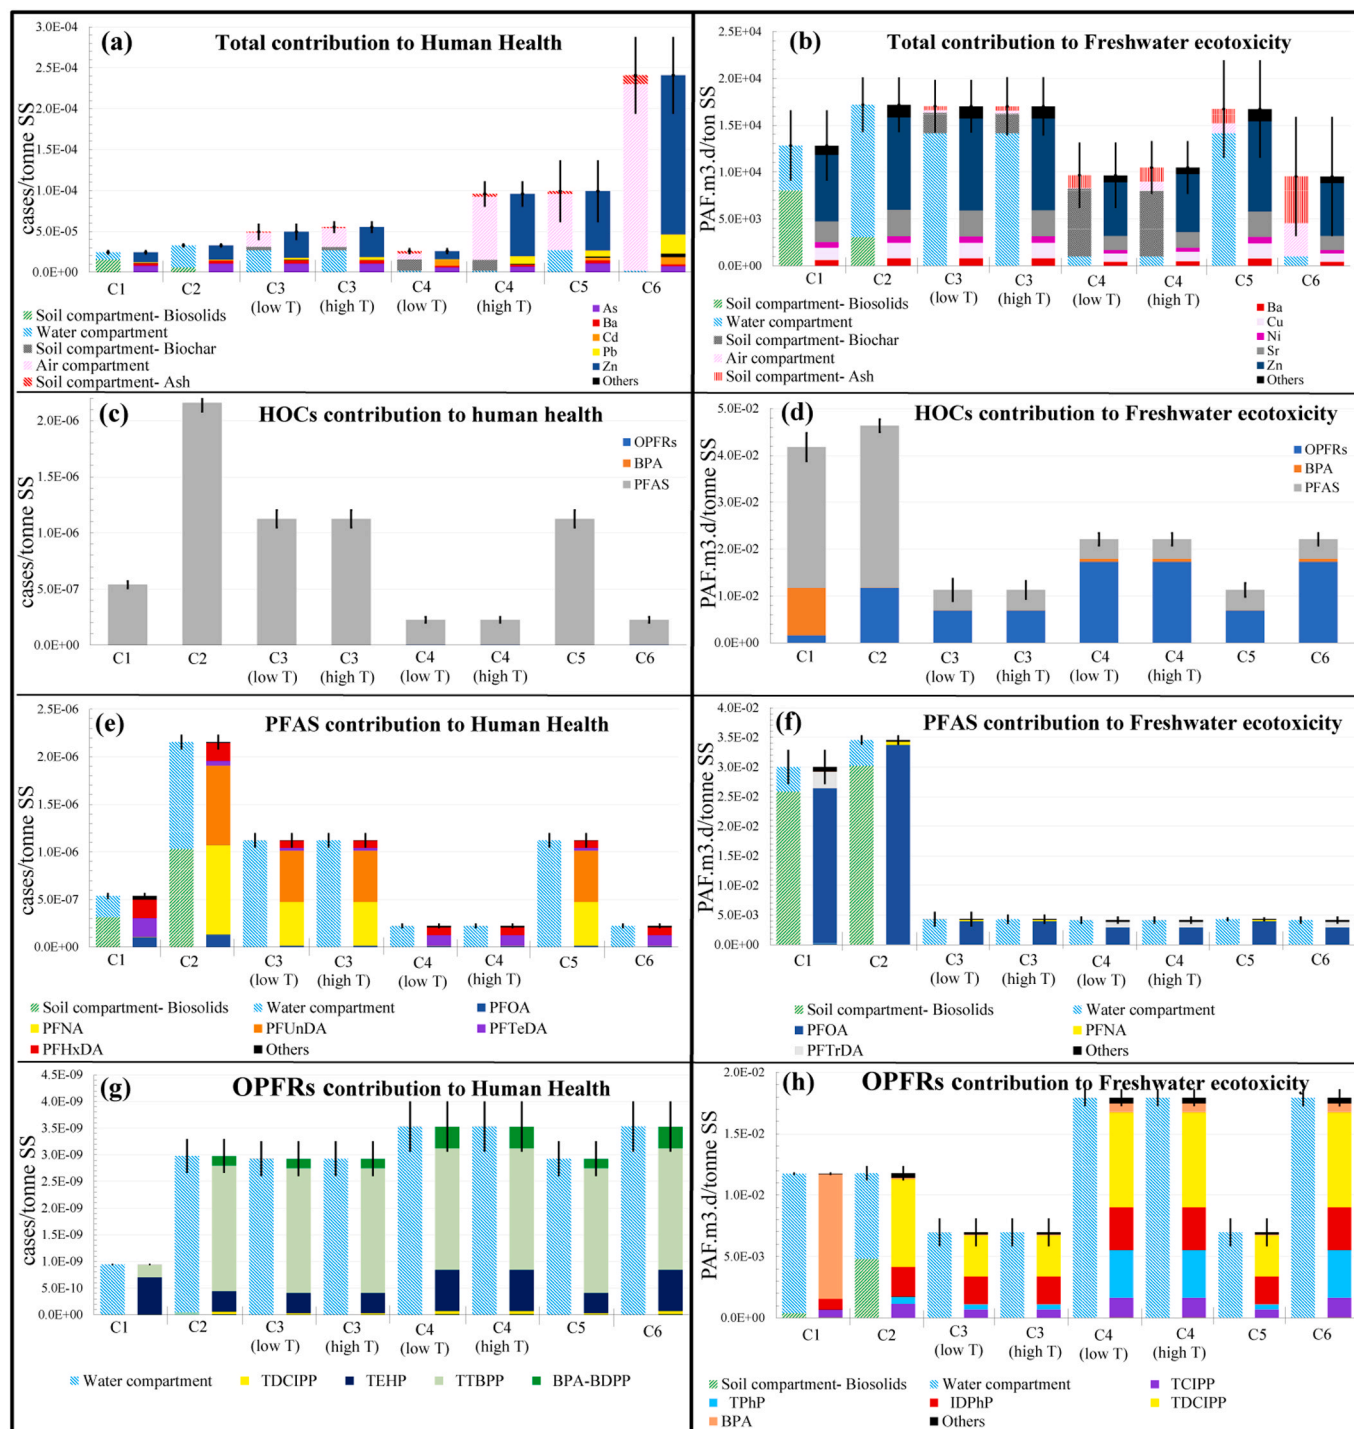 (a) Total contribution to Human Health
cases/tonne SS
3.0E-04
2.5E-04
2.0E-04
1.5E-04
1.0E-04
5.0E-05
0.0E+00
C1 C2 C3 C3 C4 C4 C5 C6
(low T) (high T) (low T) (high T)
Soil compartment- Biosolids
Water compartment
Soil compartment- Biochar
Air compartment
Soil compartment- Ash
As
Ba
Cd
Pb
Zn
Others
(b) Total contribution to Freshwater ecotoxicity
PAF.m3.d/ton SS
2.5E+04
2.0E+04
1.5E+04
1.0E+04
5.0E+03
0.0E+00
C1 C2 C3 C3 C4 C4 C5 C6
(low T) (high T) (low T) (high T)
Soil compartment- Biosolids
Water compartment
Soil compartment- Biochar
Air compartment
Soil compartment- Ash
Ba
Cu
Ni
Sr
Zn
Others
(c) HOCs contribution to human health
cases/tonne SS
2.0E-06
1.5E-06
1.0E-06
5.0E-07
0.0E+00
OPFRs
BPA
PFAS
C1 C2 C3 C3 C4 C4 C5 C6
(low T) (high T) (low T) (high T)
(d) HOCs contribution to Freshwater ecotoxicity
PAF.m3.d/tonne SS
5.0E-02
4.0E-02
3.0E-02
2.0E-02
1.0E-02
0.0E+00
OPFRs
BPA
PFAS
C1 C2 C3 C3 C4 C4 C5 C6
(low T) (high T) (low T) (high T)
(e) PFAS contribution to Human Health
cases/tonne SS
2.5E-06
2.0E-06
1.5E-06
1.0E-06
5.0E-07
0.0E+00
C1 C2 C3 C3 C4 C4 C5 C6
(low T) (high T) (low T) (high T)
Soil compartment- Biosolids Water compartment PFOA
PFNA PFUnDA PFTeDA
PFHxDA Others
(f) PFAS contribution to Freshwater ecotoxicity
PAF.m3.d/tonne SS
4.0E-02
3.5E-02
3.0E-02
2.5E-02
2.0E-02
1.5E-02
1.0E-02
5.0E-03
0.0E+00
C1 C2 C3 C3 C4 C4 C5 C6
(low T) (high T) (low T) (high T)
Soil compartment- Biosolids Water compartment
PFOA PFNA
PFTrDA Others
(g) OPFRs contribution to Human Health
cases/tonne SS
4.5E-09
4.0E-09
3.5E-09
3.0E-09
2.5E-09
2.0E-09
1.5E-09
1.0E-09
5.0E-10
0.0E+00
C1 C2 C3 C3 C4 C4 C5 C6
(low T) (high T) (low T) (high T)
Water compartment TDCIPP TEHP TTBPP BPA-BDPP
(h) OPFRs contribution to Freshwater ecotoxicity
PAF.m3.d/tonne SS
2.0E-02
1.5E-02
1.0E-02
5.0E-03
0.0E+00
C1 C2 C3 C3 C4 C4 C5 C6
(low T) (high T) (low T) (high T)
Soil compartment- Biosolids Water compartment TCIPP
TPhP IDPhP TDCIPP
BPA Others